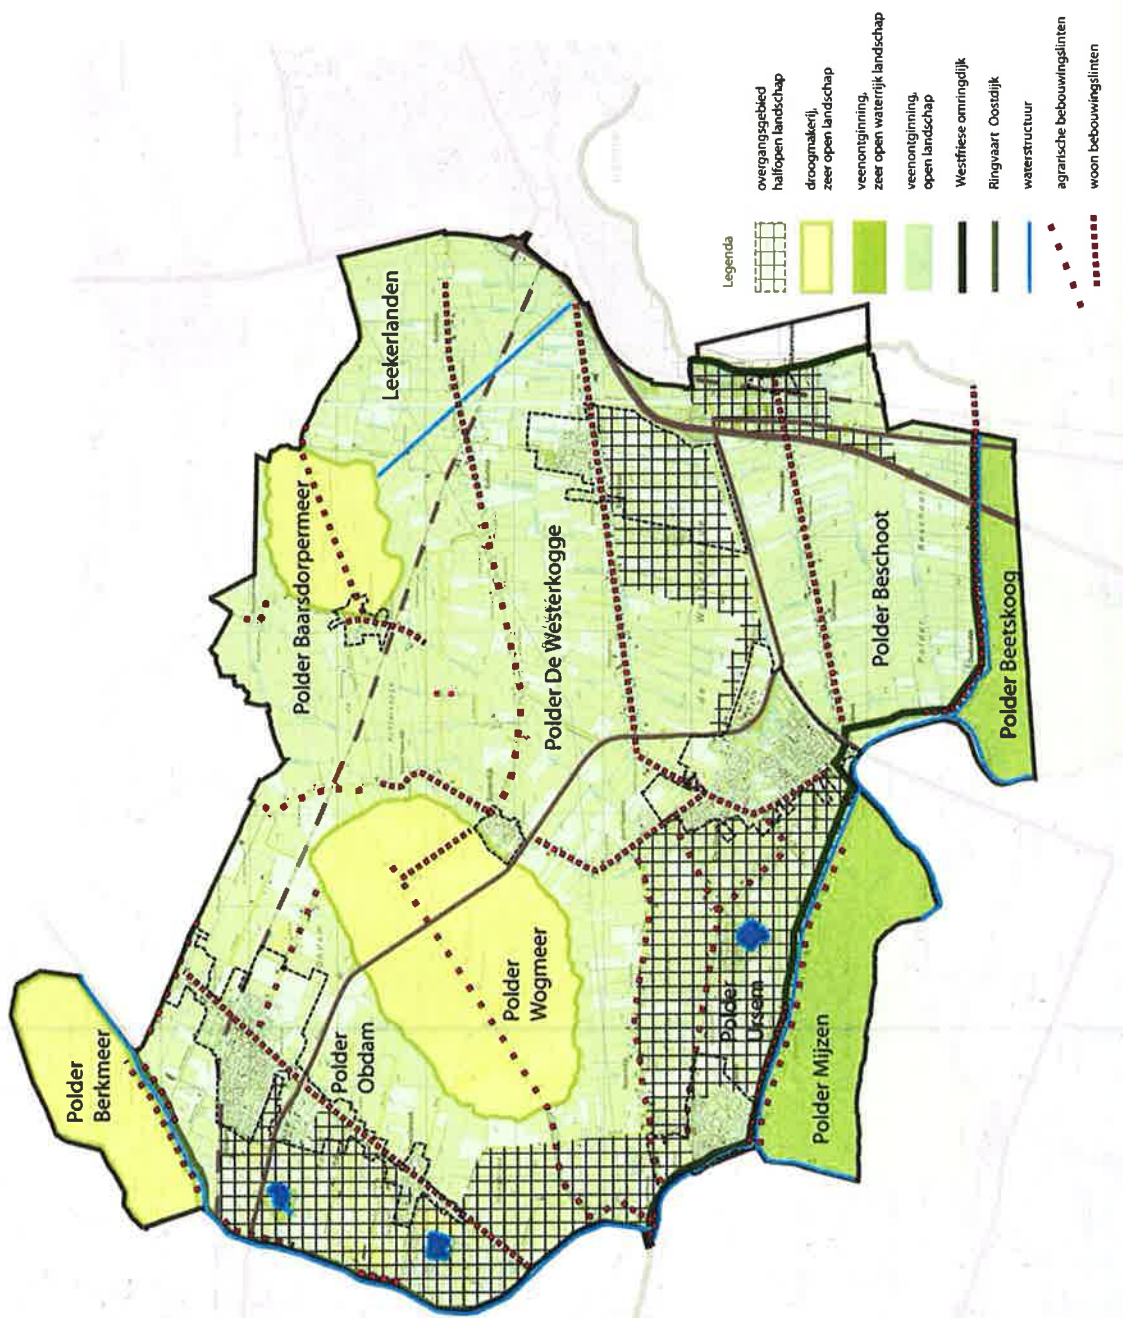 Polder
Berkmeer
Polder
Obdam
Polder
Wogmeer
Polder
Ursem
Polder Mijzen
Polder Baarsdorpermeer
Leekerlanden
Polder De Westerkogge
Polder Beschoot
Polder Beetskoog
Legenda
overgangsgebied
halfopen landschap
droogmakerij,
zeer open landschap
veenontginning,
zeer open waterrijk landschap
veenontginning,
open landschap
Westfriese omringdijk
Ringvaart Oostdijk
waterstructuur
agrarische bebouwingslinten
woon bebouwingslinten